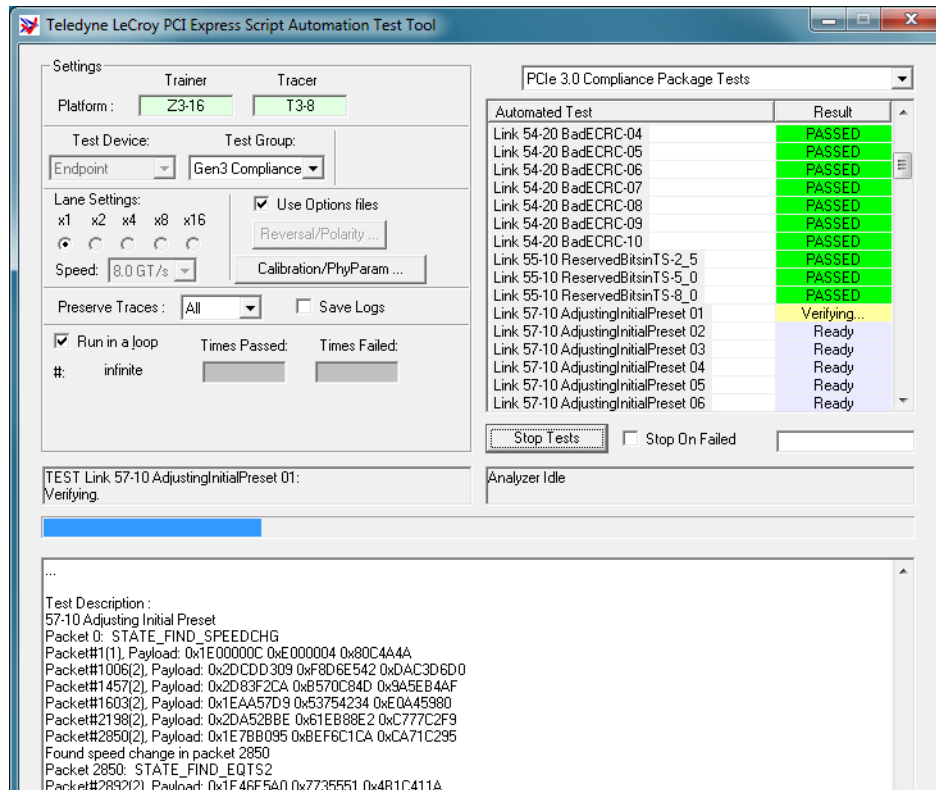 Teledyne LeCroy PCI Express Script Automation Test Tool
Settings
Trainer Tracer
Platform : Z3-16 T3-8
Test Device: Test Group:
Endpoint Gen3 Compliance
Lane Settings:
x1 x2 x4 x8 x16
Use Options files
Reversal/Polarity ...
Speed: 8.0 GT/s
Calibration/PhyParam ...
Preserve Traces : All Save Logs
Run in a loop Times Passed: Times Failed:
#: infinite
PCIe 3.0 Compliance Package Tests
Automated Test Result
Link 54-20 BadECRC-04 PASSED
Link 54-20 BadECRC-05 PASSED
Link 54-20 BadECRC-06 PASSED
Link 54-20 BadECRC-07 PASSED
Link 54-20 BadECRC-08 PASSED
Link 54-20 BadECRC-09 PASSED
Link 54-20 BadECRC-10 PASSED
Link 55-10 ReservedBitsinTS-2_5 PASSED
Link 55-10 ReservedBitsinTS-5_0 PASSED
Link 55-10 ReservedBitsinTS-8_0 PASSED
Link 57-10 AdjustingInitialPreset 01 Verifying...
Link 57-10 AdjustingInitialPreset 02 Ready
Link 57-10 AdjustingInitialPreset 03 Ready
Link 57-10 AdjustingInitialPreset 04 Ready
Link 57-10 AdjustingInitialPreset 05 Ready
Link 57-10 AdjustingInitialPreset 06 Ready
Stop Tests Stop On Failed
TEST Link 57-10 AdjustingInitialPreset 01:
Verifying.
Analyzer Idle
...
Test Description :
57-10 Adjusting Initial Preset
Packet 0: STATE_FIND_SPEEDCHG
Packet#1(1), Payload: 0x1E00000C 0xE000004 0x80C4A4A
Packet#1006(2), Payload: 0x2DCDD309 0xF8D6E542 0xDAC3D6D0
Packet#1457(2), Payload: 0x2D83F2CA 0xB570C84D 0x9A5EB4AF
Packet#1603(2), Payload: 0x1EAA57D9 0x53754234 0xE0A45980
Packet#2198(2), Payload: 0x2DA52BBE 0x61EB88E2 0xC777C2F9
Packet#2850(2), Payload: 0x1E7BB095 0xBEF6C1CA 0xCA71C295
Found speed change in packet 2850
Packet 2850: STATE_FIND_EQTS2
Packet#2892(2), Payload: 0x1E46F5A0 0x7735551 0x4B1C411A